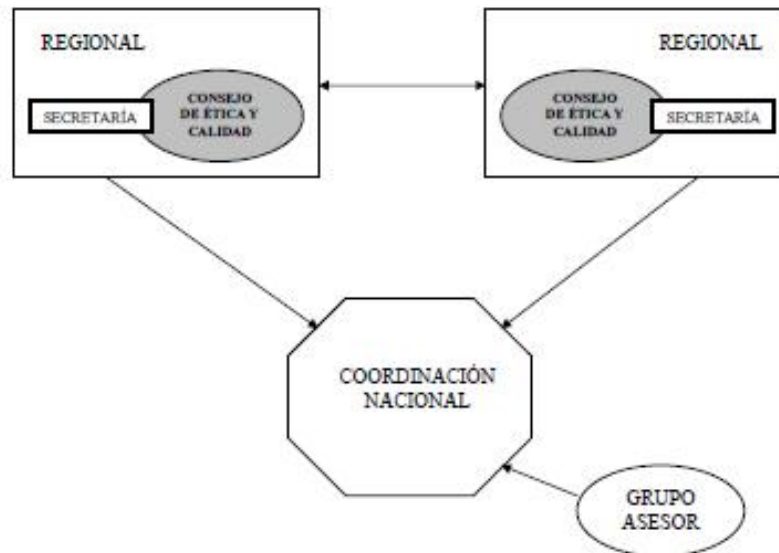 REGIONAL
SECRETARÍA
CONSEJO
DE ÉTICA Y
CALIDAD
REGIONAL
CONSEJO
DE ÉTICA Y
CALIDAD
SECRETARÍA
COORDINACIÓN
NACIONAL
GRUPO
ASESOR